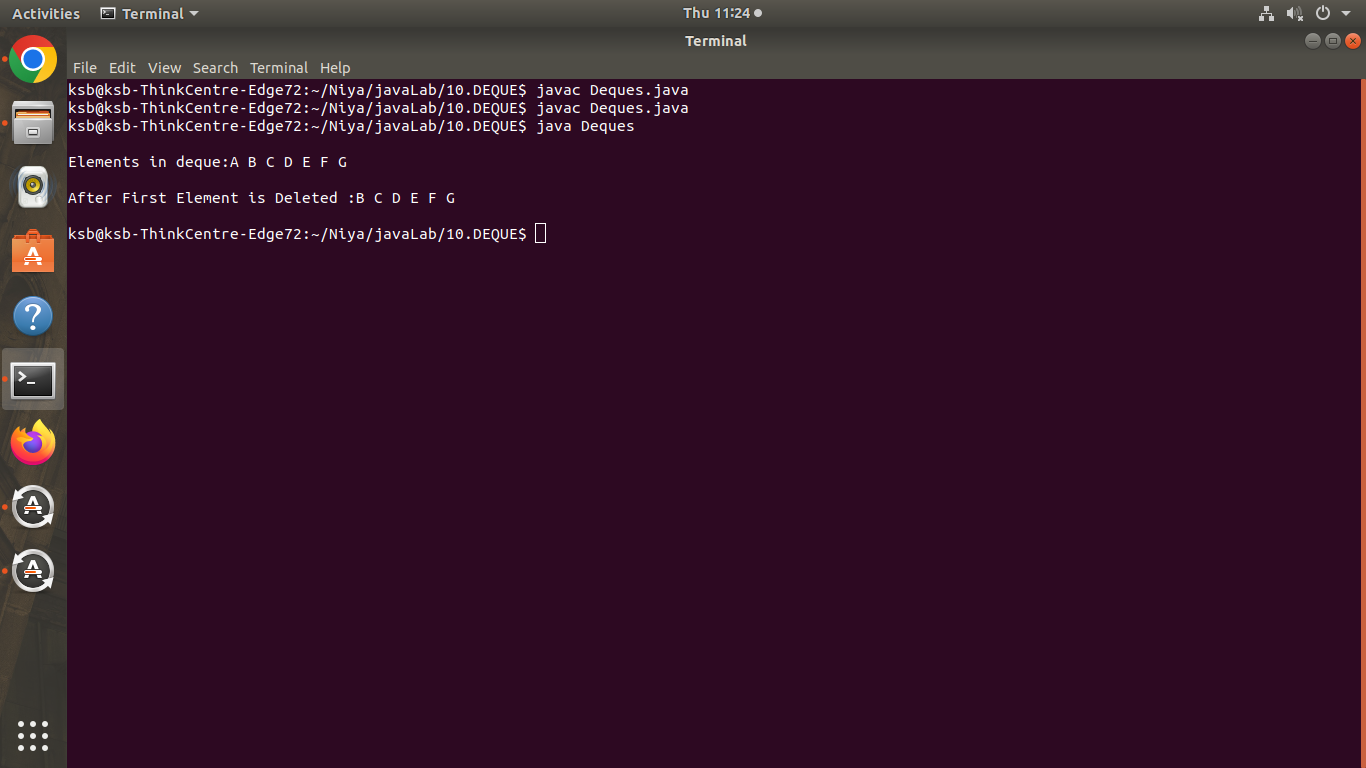 Activities Terminal Thu 11:24
Terminal
File Edit View Search Terminal Help
ksb@ksb-ThinkCentre-Edge72:~/Niya/javaLab/10.DEQUE$ javac Deques.java
ksb@ksb-ThinkCentre-Edge72:~/Niya/javaLab/10.DEQUE$ javac Deques.java
ksb@ksb-ThinkCentre-Edge72:~/Niya/javaLab/10.DEQUE$ java Deques
Elements in deque:A B C D E F G
After First Element is Deleted :B C D E F G
ksb@ksb-ThinkCentre-Edge72:~/Niya/javaLab/10.DEQUE$